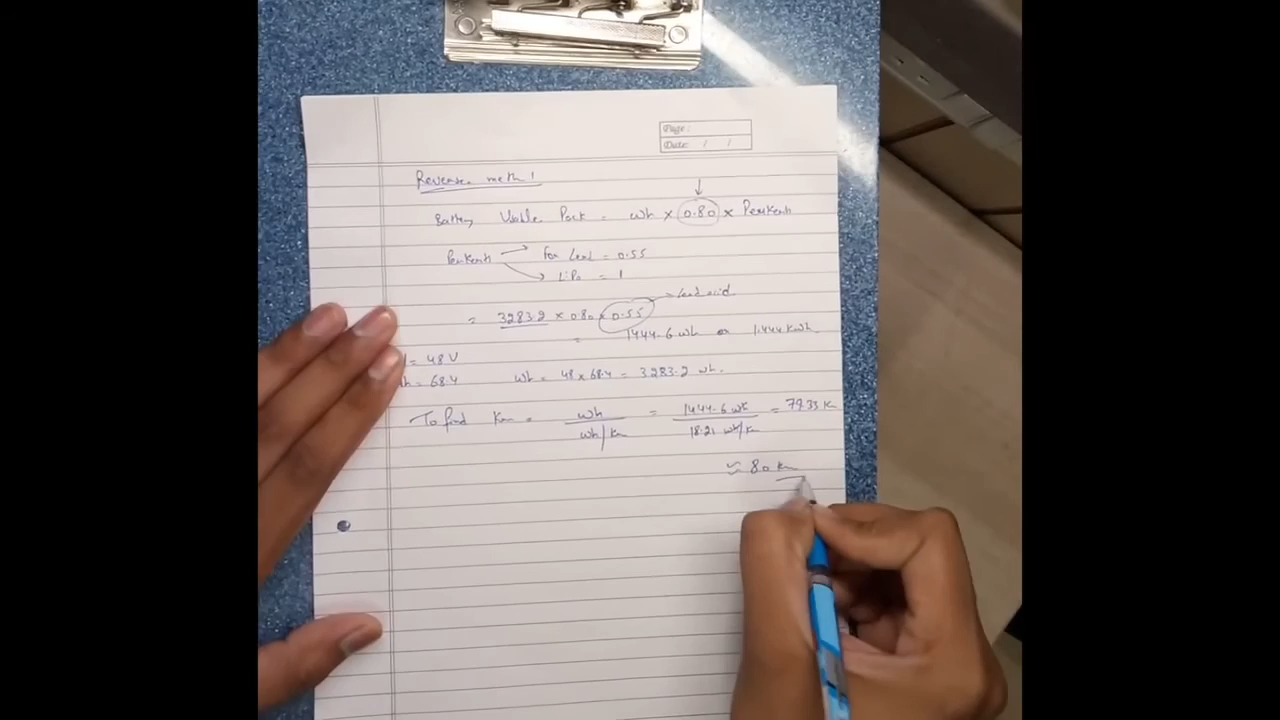 Page:
Date: / /
Reverse meth
Battery Usable Pack = wh × 0.80 × Peukerts
Peukerts → For Lead = 0.55
→ LiPo = 1
= 3283.2 × 0.80 × 0.55 → Lead acid
= 1444.6 wh or 1.444 Kwh
= 48 V
= 68.4 wh = 48 × 68.4 = 3283.2 wh.
To find Km = wh / wh/Km = 1444.6 wh / 18.21 wh/Km = 79.33 Km
≈ 80 Km